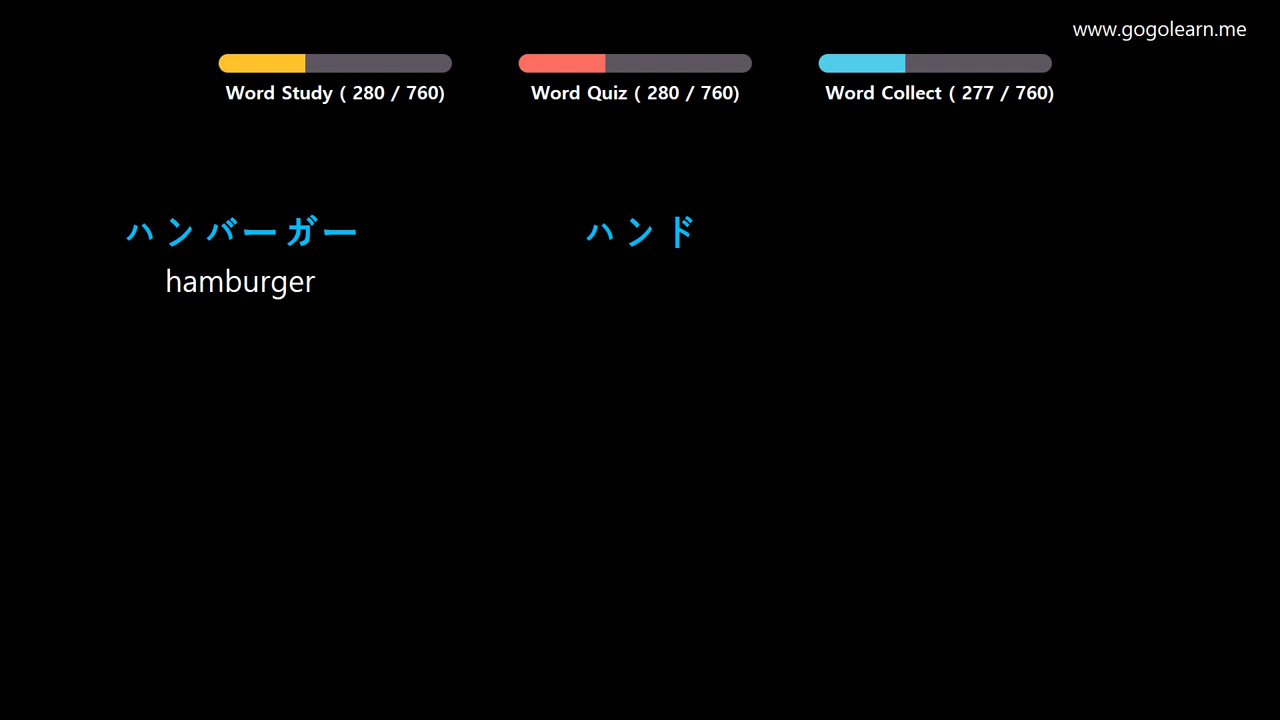 www.gogolearn.me
Word Study ( 280 / 760)
Word Quiz ( 280 / 760)
Word Collect ( 277 / 760)
ハンバーガー
ハンド
hamburger